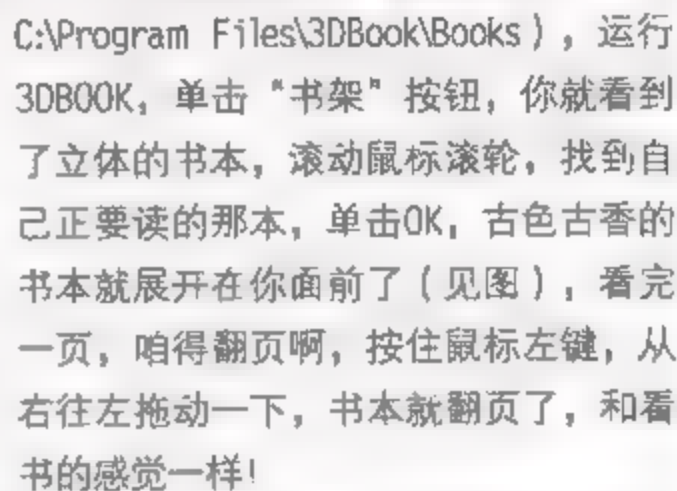 C:\Program Files\3DBook\Books），运行
3DBOOK，单击“书架”按钮，你就看到
了立体的书本，滚动鼠标滚轮，找到自
己正要读的那本，单击OK，古色古香的
书本就展开在你面前了（见图），看完
一页，咱得翻页啊，按住鼠标左键，从
右往左拖动一下，书本就翻页了，和看
书的感觉一样！